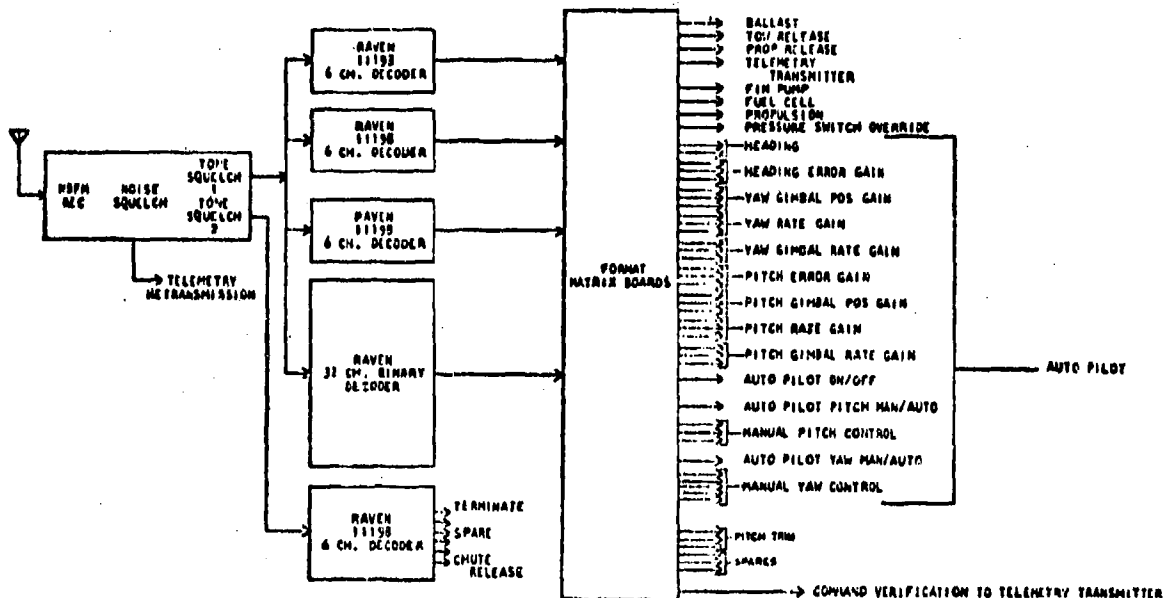 RAVEN
11193
6 CH. DECODER
RAVEN
11198
6 CH. DECODER
RAVEN
11198
6 CH. DECODER
RAVEN
32 CH. BINARY
DECODER
RAVEN
11198
6 CH. DECODER
NBFM
REC
NOISE
SQUELCH
TONE
SQUELCH
1
TONE
SQUELCH
2
TELEMETRY
RETRANSMISSION
TERMINATE
SPARE
CHUTE
RELEASE
FORMAT
MATRIX BOARDS
BALLAST
TOW RELEASE
PROP RELEASE
TELEMETRY
TRANSMITTER
FIN PUMP
FUEL CELL
PROPULSION
PRESSURE SWITCH OVERRIDE
HEADING
HEADING ERROR GAIN
YAW GIMBAL POS GAIN
YAW RATE GAIN
YAW GIMBAL RATE GAIN
PITCH ERROR GAIN
PITCH GIMBAL POS GAIN
PITCH RATE GAIN
PITCH GIMBAL RATE GAIN
AUTO PILOT ON/OFF
AUTO PILOT PITCH MAN/AUTO
MANUAL PITCH CONTROL
AUTO PILOT YAW MAN/AUTO
MANUAL YAW CONTROL
AUTO PILOT
PITCH TRIM
SPARES
COMMAND VERIFICATION TO TELEMETRY TRANSMITTER